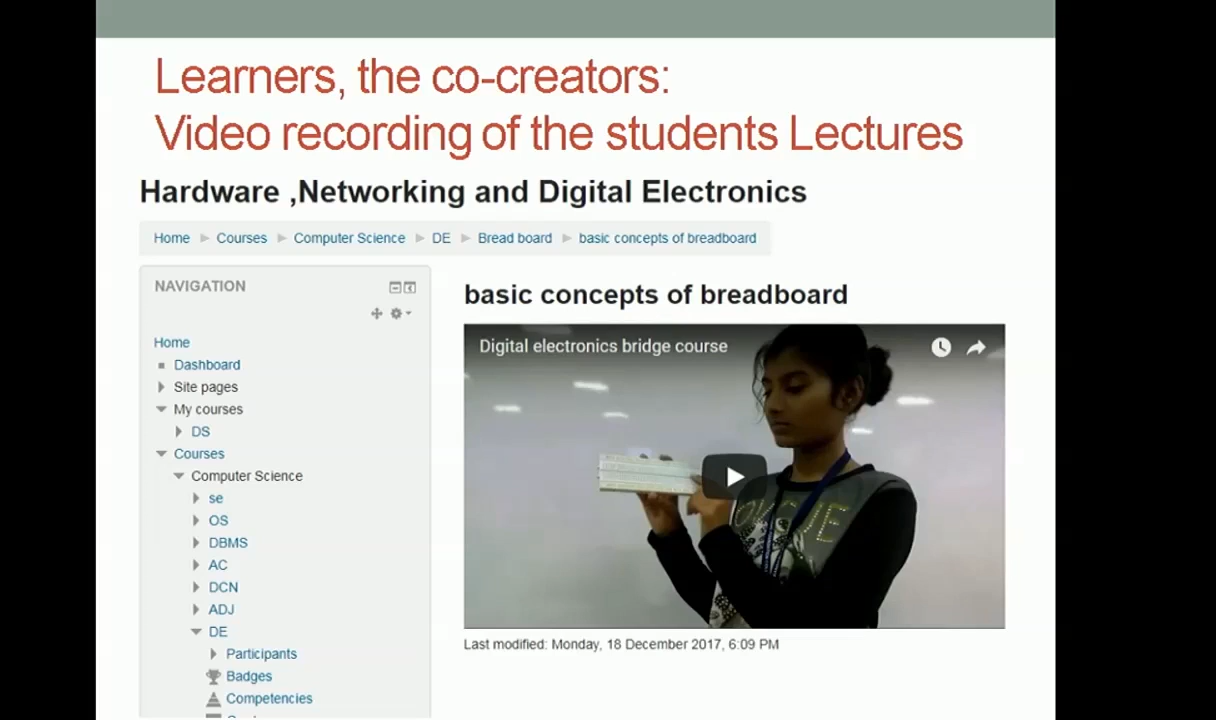 Learners, the co-creators:
Video recording of the students Lectures
Hardware ,Networking and Digital Electronics
Home Courses Computer Science DE Bread board basic concepts of breadboard
NAVIGATION
Home
Dashboard
Site pages
My courses
DS
Courses
Computer Science
se
OS
DBMS
AC
DCN
ADJ
DE
Participants
Badges
Competencies
basic concepts of breadboard
Digital electronics bridge course
Last modified: Monday, 18 December 2017, 6:09 PM